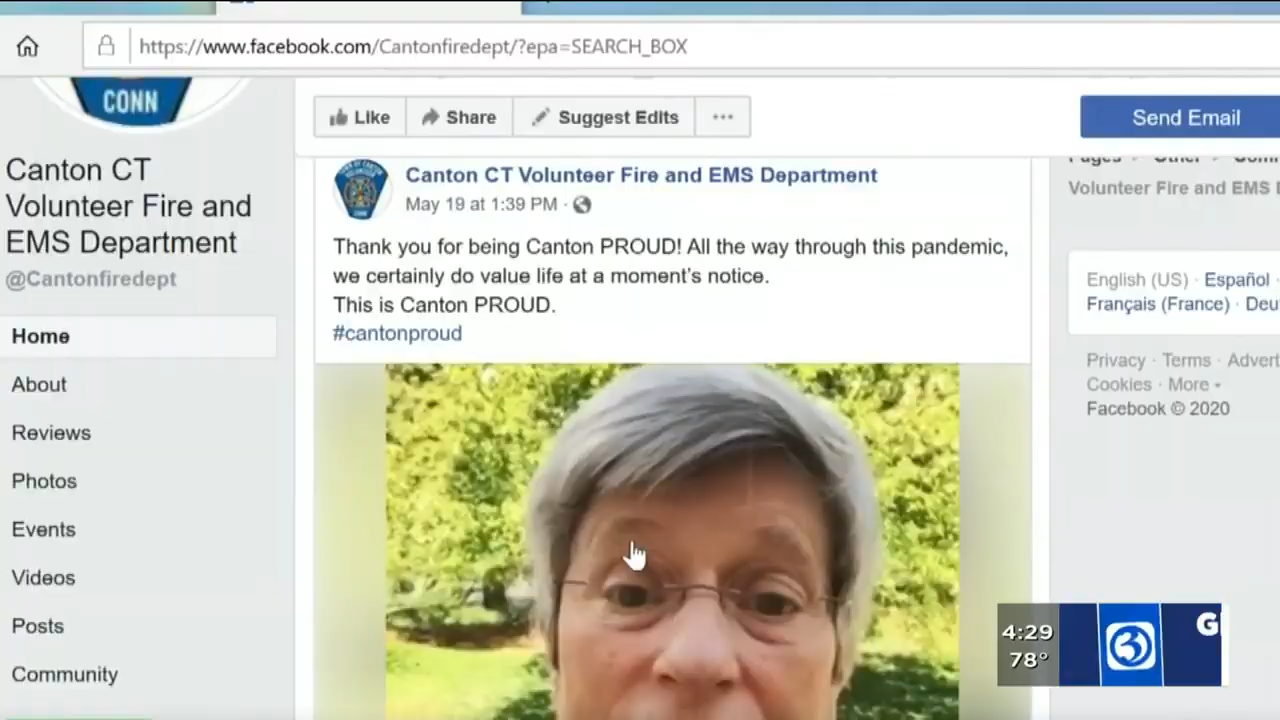 https://www.facebook.com/Cantonfiredept/?epa=SEARCH_BOX
CONN
Like
Share
Suggest Edits
Send Email
Canton CT
Volunteer Fire and
EMS Department
@Cantonfiredept
Home
About
Reviews
Photos
Events
Videos
Posts
Community
Canton CT Volunteer Fire and EMS Department
May 19 at 1:39 PM ·
Thank you for being Canton PROUD! All the way through this pandemic,
we certainly do value life at a moment's notice.
This is Canton PROUD.
#cantonproud
Volunteer Fire and EMS
English (US) · Español ·
Français (France) · Deu
Privacy · Terms · Advert
Cookies · More
Facebook © 2020
4:29
78°
3
G